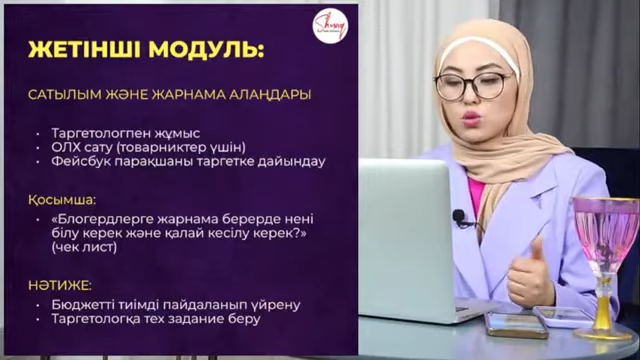 ЖЕТІНШІ МОДУЛЬ:
САТЫЛЫМ ЖӘНЕ ЖАРНАМА АЛАҢДАРЫ
• Таргетологпен жұмыс
• ОЛХ сату (товарниктер үшін)
• Фейсбук парақшаны таргетке дайындау
Қосымша:
• «Блогердлерге жарнама берерде нені
білу керек және қалай кесілу керек?»
(чек лист)
НӘТИЖЕ:
• Бюджетті тиімді пайдаланып үйрену
• Таргетологқа тех задание беру